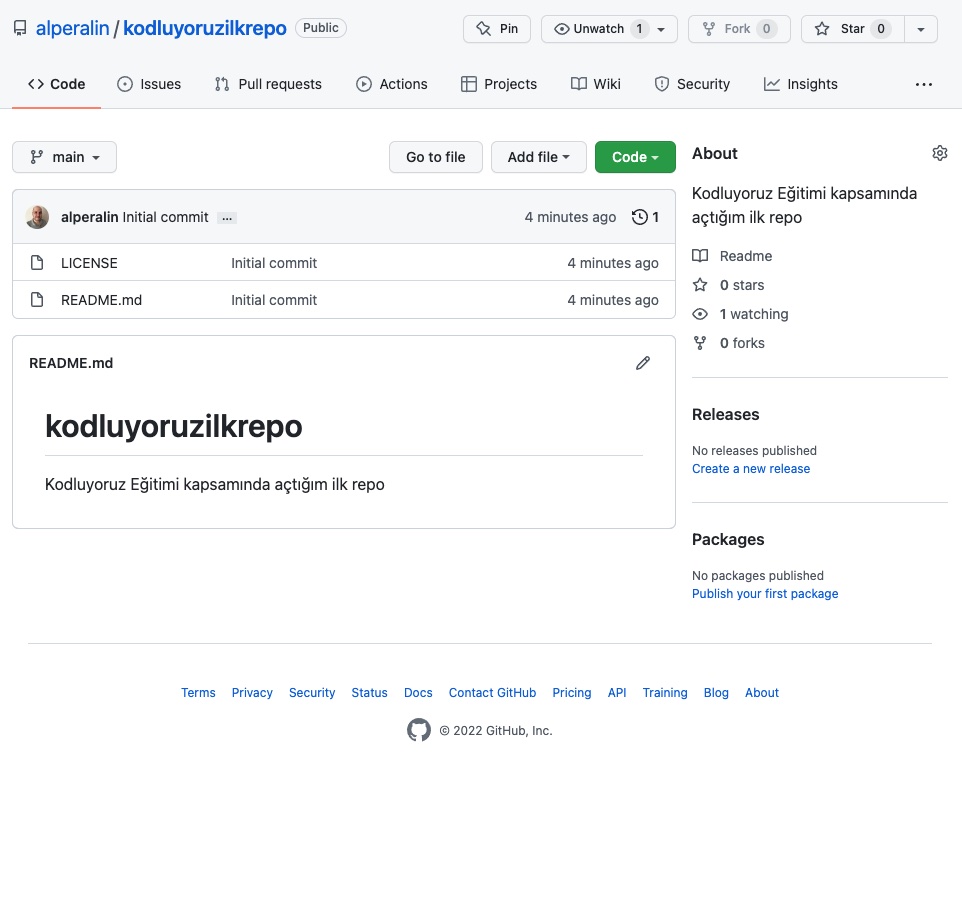 alperalin / kodluyoruzilkrepo Public
Pin
Unwatch 1
Fork 0
Star 0
Code
Issues
Pull requests
Actions
Projects
Wiki
Security
Insights
main
Go to file
Add file
Code
alperalin Initial commit ...
4 minutes ago
1
LICENSE Initial commit 4 minutes ago
README.md Initial commit 4 minutes ago
README.md
kodluyoruzilkrepo
Kodluyoruz Eğitimi kapsamında açtığım ilk repo
About
Kodluyoruz Eğitimi kapsamında
açtığım ilk repo
Readme
0 stars
1 watching
0 forks
Releases
No releases published
Create a new release
Packages
No packages published
Publish your first package
Terms Privacy Security Status Docs Contact GitHub Pricing API Training Blog About
© 2022 GitHub, Inc.